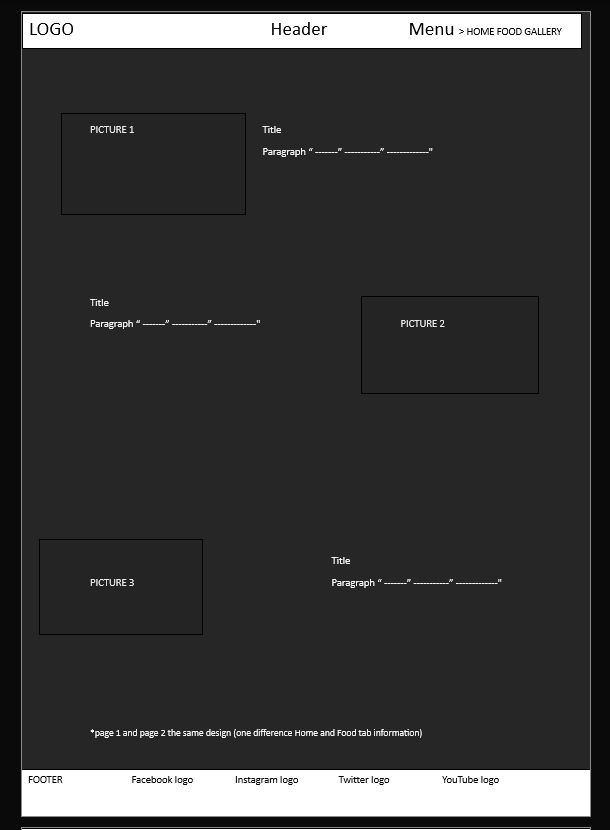 LOGO Header Menu > HOME FOOD GALLERY
PICTURE 1
Title
Paragraph “ -------” -----------” -------------"
Title
Paragraph “ -------” -----------” -------------"
PICTURE 2
Title
PICTURE 3
Paragraph “ -------” -----------” -------------"
*page 1 and page 2 the same design (one difference Home and Food tab information)
FOOTER Facebook logo Instagram logo Twitter logo YouTube logo